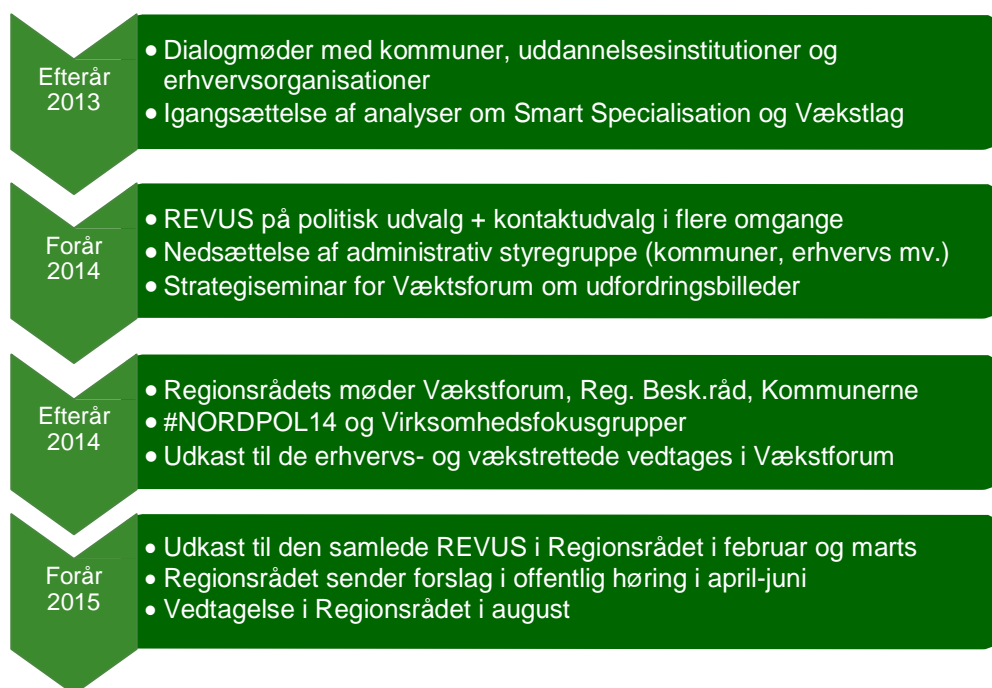 Efterår
2013
• Dialogmøder med kommuner, uddannelsesinstitutioner og
erhvervsorganisationer
• Igangsættelse af analyser om Smart Specialisation og Vækstlag
Forår
2014
• REVUS på politisk udvalg + kontaktudvalg i flere omgange
• Nedsættelse af administrativ styregruppe (kommuner, erhvervs mv.)
• Strategiseminar for Væktsforum om udfordringsbilleder
Efterår
2014
• Regionsrådets møder Vækstforum, Reg. Besk.råd, Kommunerne
• #NORDPOL14 og Virksomhedsfokusgrupper
• Udkast til de erhvervs- og vækstrettede vedtages i Vækstforum
Forår
2015
• Udkast til den samlede REVUS i Regionsrådet i februar og marts
• Regionsrådet sender forslag i offentlig høring i april-juni
• Vedtagelse i Regionsrådet i august